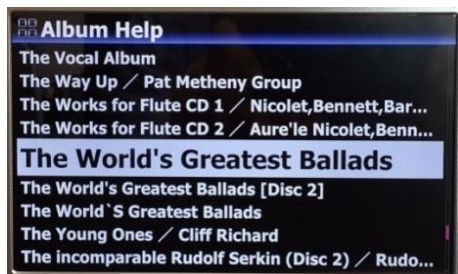 Album Help
The Vocal Album
The Way Up / Pat Metheny Group
The Works for Flute CD 1 / Nicolet,Bennett,Bar...
The Works for Flute CD 2 / Aure'le Nicolet,Benn...
The World's Greatest Ballads
The World's Greatest Ballads [Disc 2]
The World`S Greatest Ballads
The Young Ones / Cliff Richard
The incomparable Rudolf Serkin (Disc 2) / Rudo...